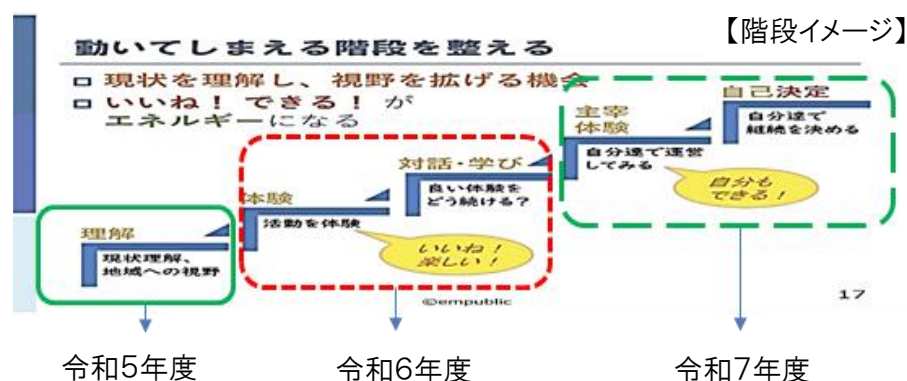 【階段イメージ】
動いてしまえる階段を整える
現状を理解し、視野を拡げる機会
いいね！できる！が
エネルギーになる
自己決定
自分達で
継続を決める
主宰
体験
自分達で運営
してみる
自分も
できる！
対話・学び
良い体験を
どう続ける？
体験
活動を体験
いいね！
楽しい！
理解
現状理解、
地域への視野
©empublic
17
令和5年度
令和6年度
令和7年度